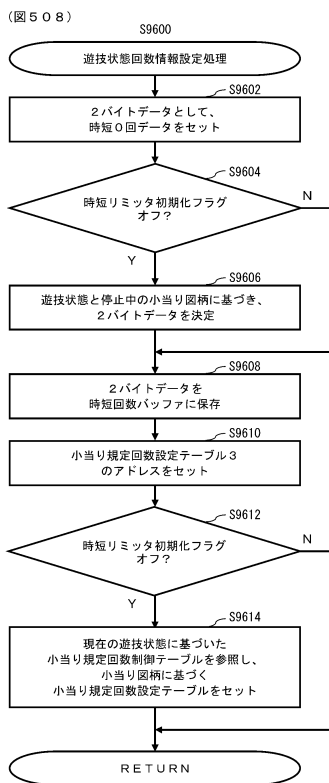 (図508)
S9600
遊技状態回数情報設定処理
S9602
2バイトデータとして、
時短0回データをセット
S9604
時短リミッタ初期化フラグ
オフ?
N
Y
S9606
遊技状態と停止中の小当り図柄に基づき、
2バイトデータを決定
S9608
2バイトデータを
時短回数バッファに保存
S9610
小当り規定回数設定テーブル3
のアドレスをセット
S9612
時短リミッタ初期化フラグ
オフ?
N
Y
S9614
現在の遊技状態に基づいた
小当り規定回数制御テーブルを参照し、
小当り図柄に基づく
小当り規定回数設定テーブルをセット
RETURN